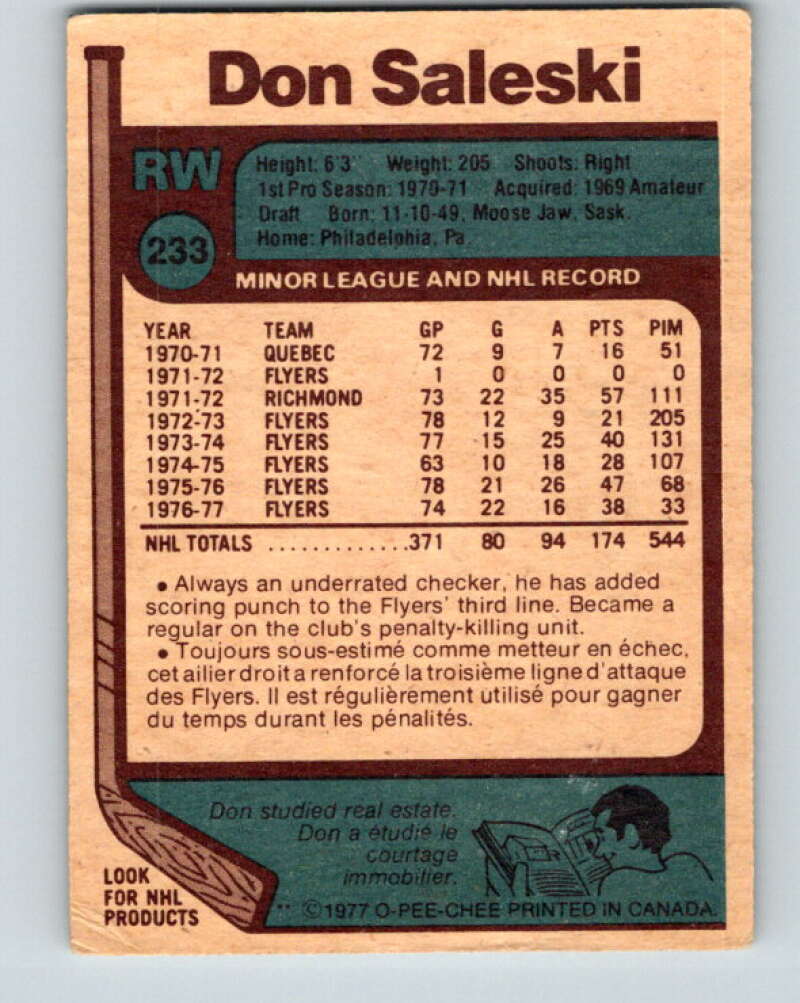 Don Saleski
RW
Height: 6'3" Weight: 205 Shoots: Right
1st Pro Season: 1970-71 Acquired: 1969 Amateur
Draft Born: 11-10-49, Moose Jaw, Sask.
Home: Philadelphia, Pa.
233
MINOR LEAGUE AND NHL RECORD
YEAR TEAM GP G A PTS PIM
1970-71 QUEBEC 72 9 7 16 51
1971-72 FLYERS 1 0 0 0 0
1971-72 RICHMOND 73 22 35 57 111
1972-73 FLYERS 78 12 9 21 205
1973-74 FLYERS 77 15 25 40 131
1974-75 FLYERS 63 10 18 28 107
1975-76 FLYERS 78 21 26 47 68
1976-77 FLYERS 74 22 16 38 33
NHL TOTALS .............371 80 94 174 544
• Always an underrated checker, he has added
scoring punch to the Flyers' third line. Became a
regular on the club's penalty-killing unit.
• Toujours sous-estimé comme metteur en échec,
cet ailier droit a renforcé la troisième ligne d'attaque
des Flyers. Il est régulièrement utilisé pour gagner
du temps durant les pénalités.
Don studied real estate.
Don a étudié le
courtage
immobilier.
LOOK
FOR NHL
PRODUCTS
** ©1977 O-PEE-CHEE PRINTED IN CANADA.